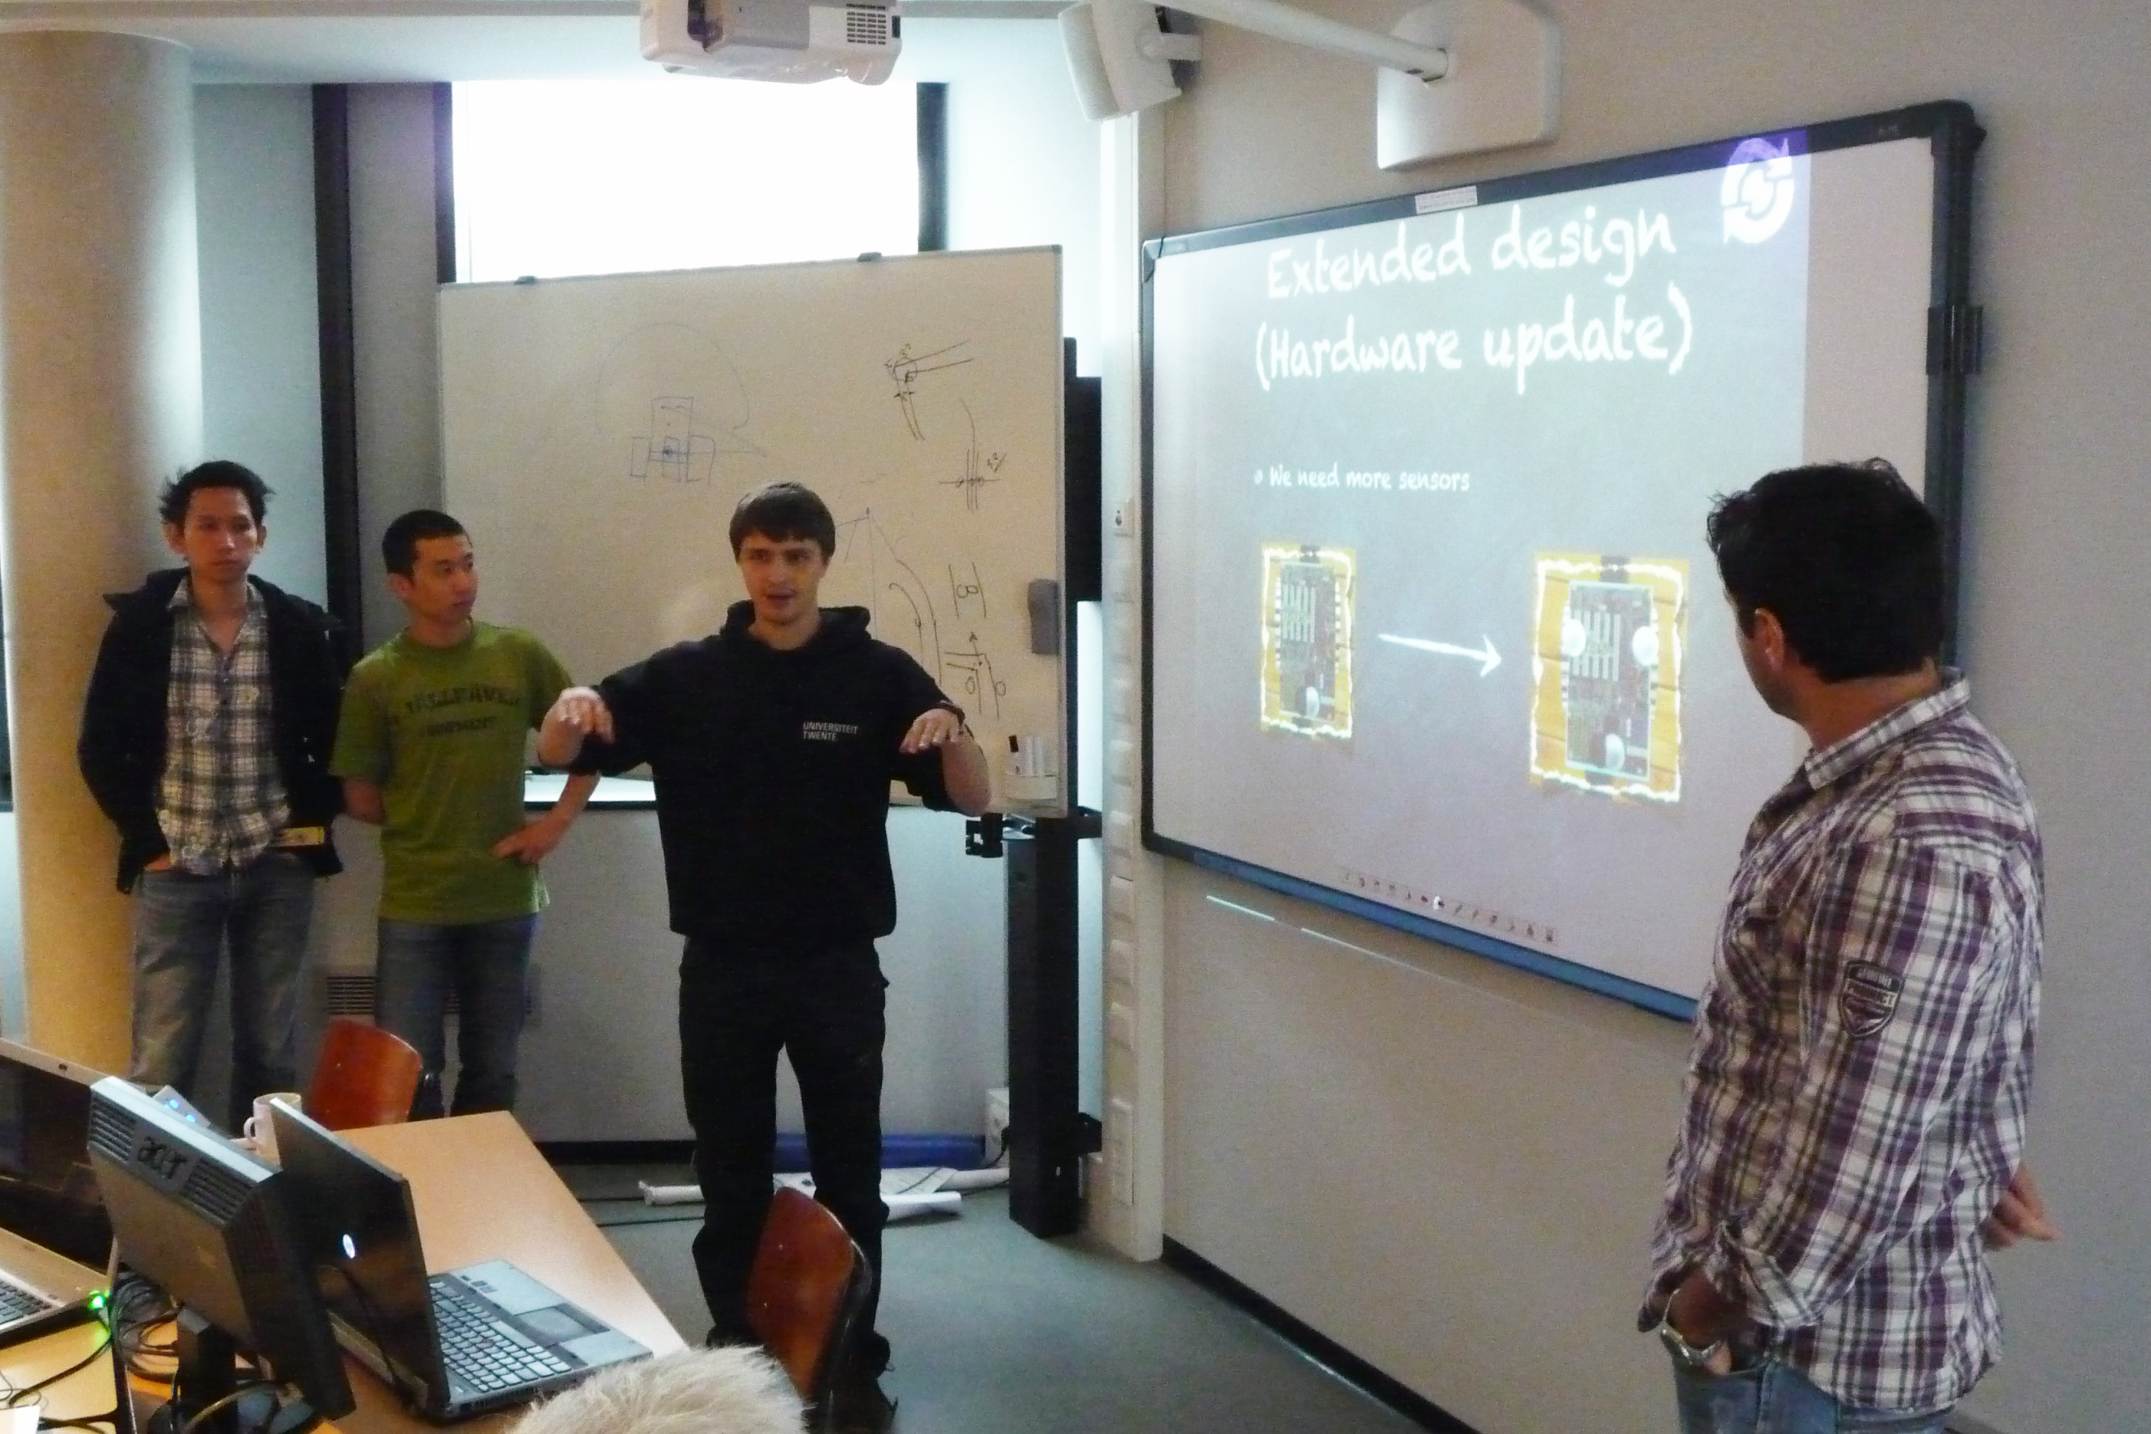 Extended design
(Hardware update)
We need more sensors
UNIVERSITEIT
TWENTE.
acer